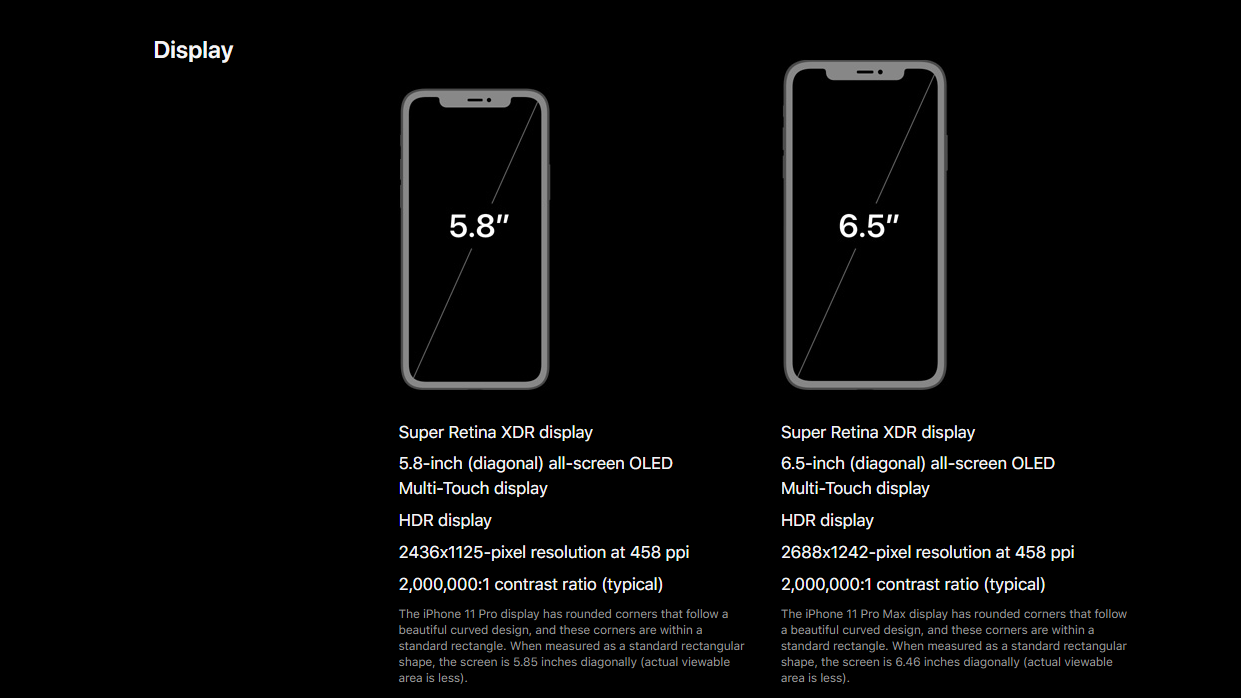 Display
5.8″
Super Retina XDR display
5.8-inch (diagonal) all-screen OLED
Multi-Touch display
HDR display
2436x1125-pixel resolution at 458 ppi
2,000,000:1 contrast ratio (typical)
The iPhone 11 Pro display has rounded corners that follow a
beautiful curved design, and these corners are within a
standard rectangle. When measured as a standard rectangular
shape, the screen is 5.85 inches diagonally (actual viewable
area is less).
6.5″
Super Retina XDR display
6.5-inch (diagonal) all-screen OLED
Multi-Touch display
HDR display
2688x1242-pixel resolution at 458 ppi
2,000,000:1 contrast ratio (typical)
The iPhone 11 Pro Max display has rounded corners that follow
a beautiful curved design, and these corners are within a
standard rectangle. When measured as a standard rectangular
shape, the screen is 6.46 inches diagonally (actual viewable
area is less).